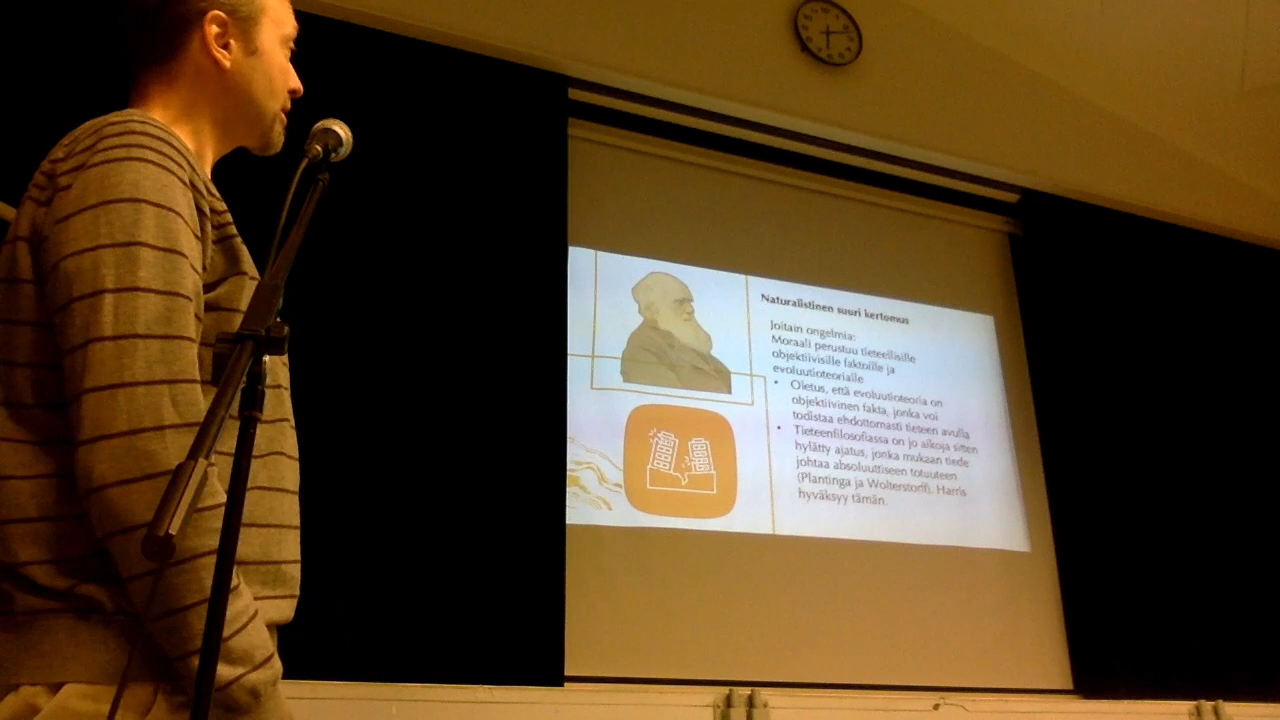 Naturalistinen suuri kertomus
Joitain ongelmia:
Moraali perustuu tieteellisille
objektiivisille faktoille ja
evoluutioteorialle
• Oletus, että evoluutioteoria on
objektiivinen fakta, jonka voi
todistaa ehdottomasti tieteen avulla
• Tieteenfilosofiassa on jo aikoja sitten
hylätty ajatus, jonka mukaan tiede
johtaa absoluuttiseen totuuteen
(Plantinga ja Wolterstorff). Harris
hyväksyy tämän.